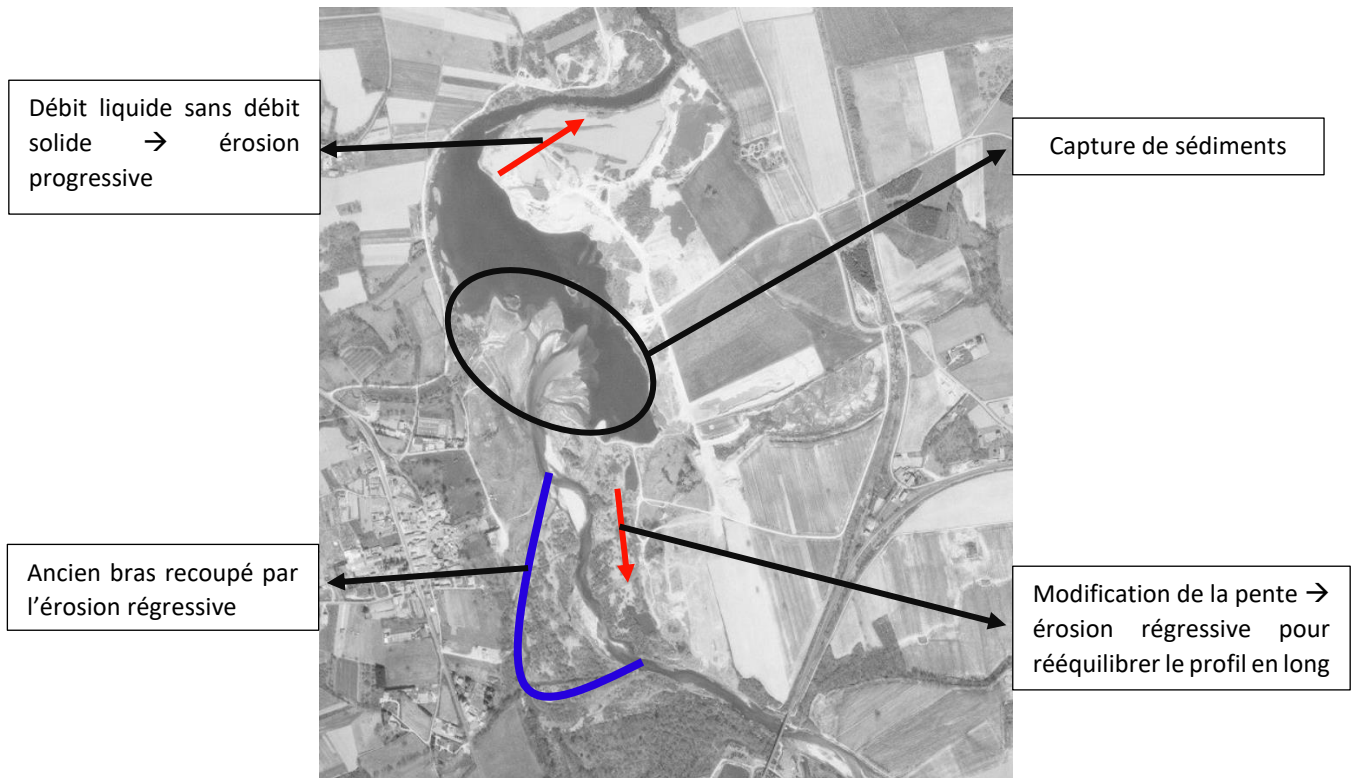 Débit liquide sans débit
solide → érosion
progressive
Capture de sédiments
Ancien bras recoupé par
l’érosion régressive
Modification de la pente →
érosion régressive pour
rééquilibrer le profil en long